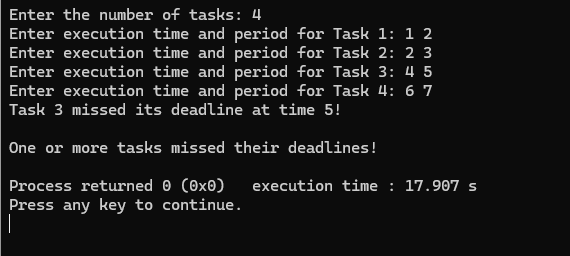 Enter the number of tasks: 4
Enter execution time and period for Task 1: 1 2
Enter execution time and period for Task 2: 2 3
Enter execution time and period for Task 3: 4 5
Enter execution time and period for Task 4: 6 7
Task 3 missed its deadline at time 5!
One or more tasks missed their deadlines!
Process returned 0 (0x0)   execution time : 17.907 s
Press any key to continue.